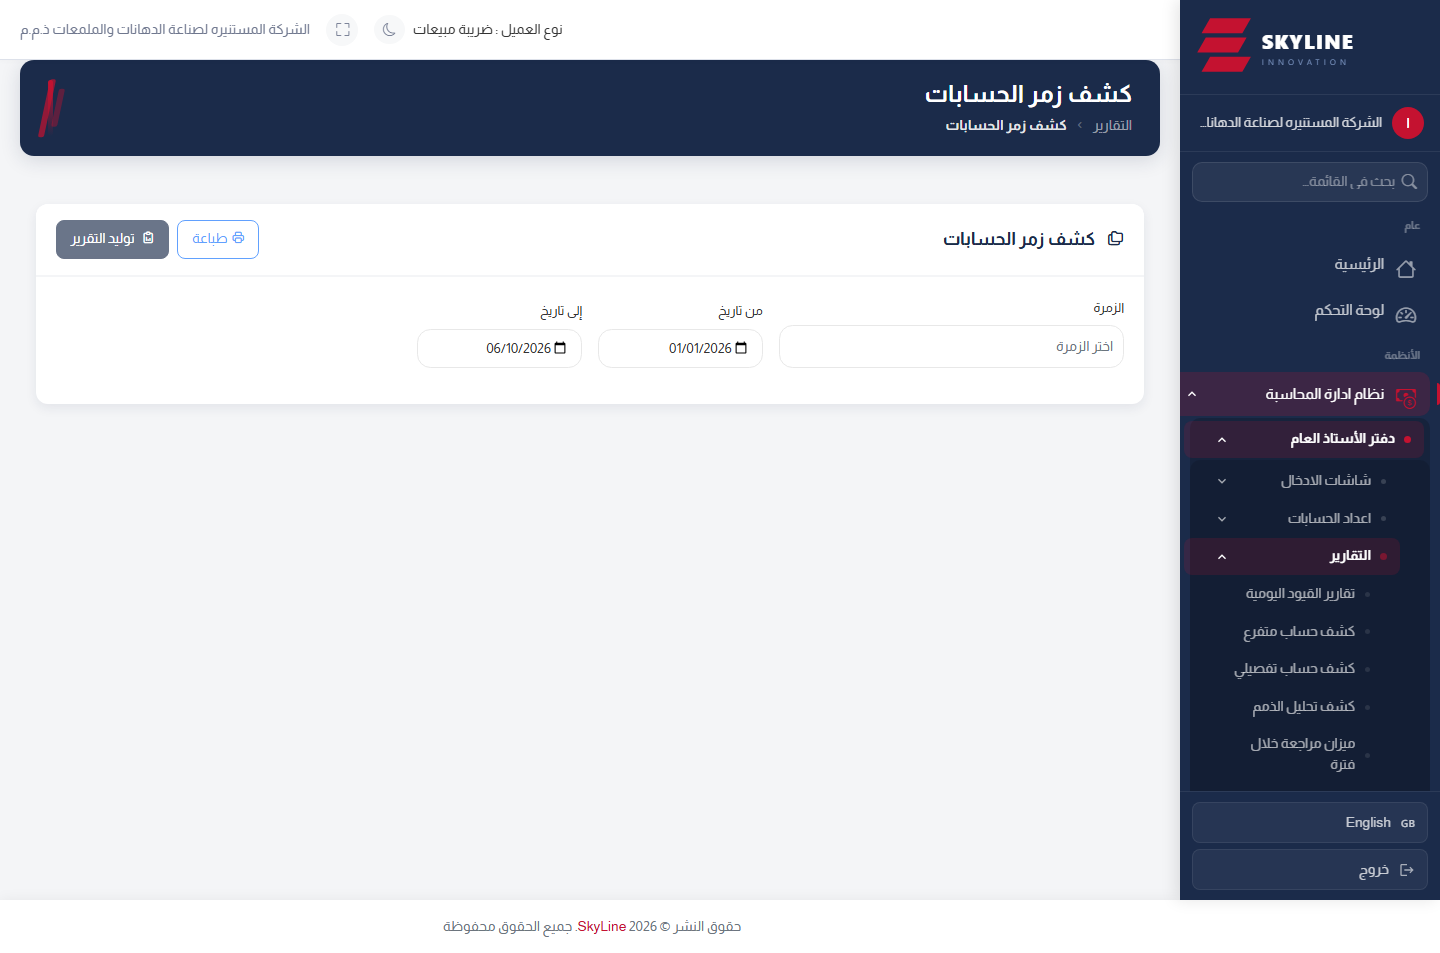 SKYLINE
INNOVATION
ا
الشركة المستنيره لصناعة الدهانا...
بحث في القائمة...
عام
الرئيسية
لوحة التحكم
الأنظمة
نظام ادارة المحاسبة
دفتر الأستاذ العام
شاشات الادخال
اعداد الحسابات
التقارير
تقارير القيود اليومية
كشف حساب متفرع
كشف حساب تفصيلي
كشف تحليل الذمم
ميزان مراجعة خلال
فترة
GB English
خروج
نوع العميل : ضريبة مبيعات
الشركة المستنيره لصناعة الدهانات والملمعات ذ.م.م
كشف زمر الحسابات
التقارير › كشف زمر الحسابات
كشف زمر الحسابات
طباعة
توليد التقرير
الزمرة
اختر الزمرة
من تاريخ
01/01/2026
إلى تاريخ
06/10/2026
حقوق النشر © 2026 SkyLine. جميع الحقوق محفوظة